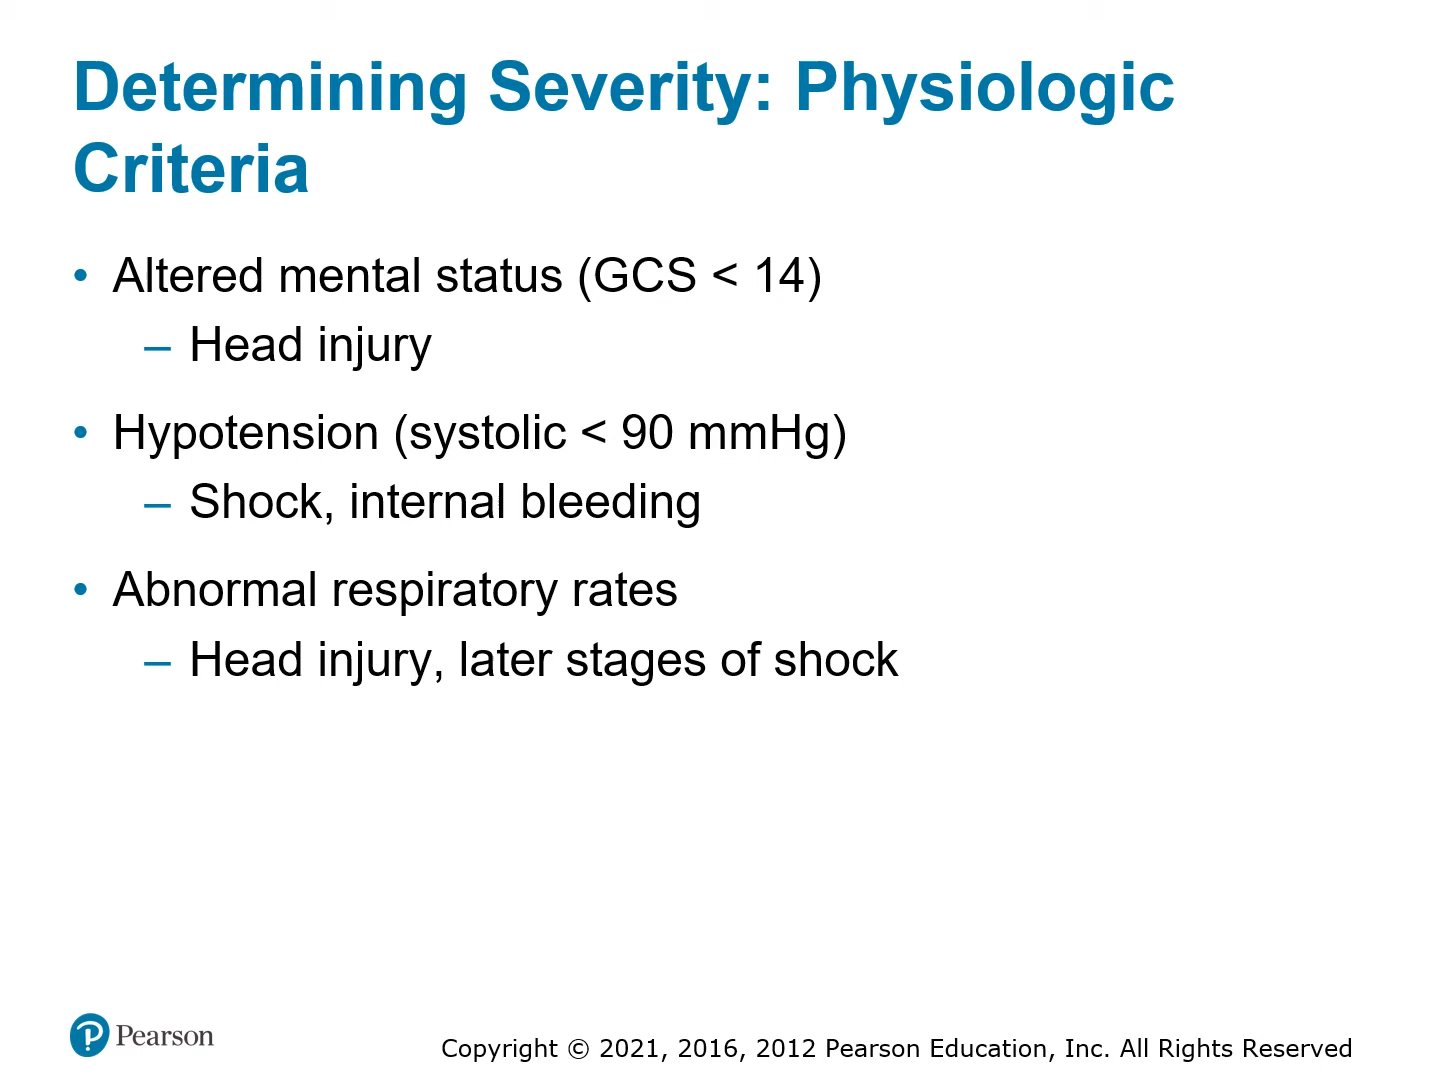 Determining Severity: Physiologic
Criteria
• Altered mental status (GCS < 14)
– Head injury
• Hypotension (systolic < 90 mmHg)
– Shock, internal bleeding
• Abnormal respiratory rates
– Head injury, later stages of shock
Pearson
Copyright © 2021, 2016, 2012 Pearson Education, Inc. All Rights Reserved